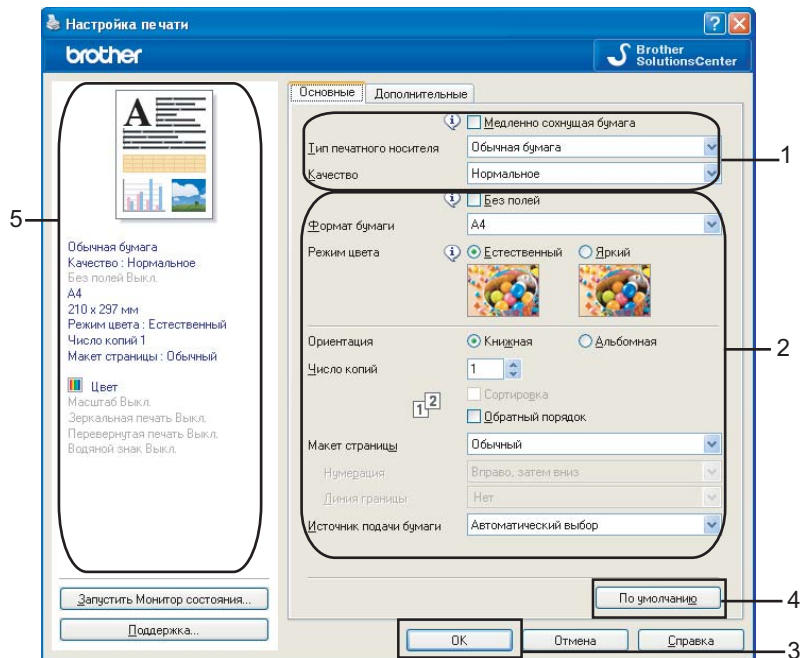 Настройка печати
brother
Brother
SolutionsCenter
Основные
Дополнительные
A
Медленно сохнущая бумага
Тип печатного носителя
Обычная бумага
1
Качество
Нормальное
Без полей
5
Формат бумаги
A4
Обычная бумага
Качество : Нормальное
Без полей Выкл.
A4
210 x 297 мм
Режим цвета : Естественный
Число копий 1
Макет страницы : Обычный
Режим цвета
Естественный
Яркий
Цвет
Масштаб Выкл.
Зеркальная печать Выкл.
Перевернутая печать Выкл.
Водяной знак Выкл.
Ориентация
Книжная
Альбомная
2
Число копий
1
Сортировка
1 2
Обратный порядок
Макет страницы
Обычный
Нумерация
Вправо, затем вниз
Линия границы
Нет
Источник подачи бумаги
Автоматический выбор
Запустить Монитор состояния...
По умолчанию
4
Поддержка...
OK
Отмена
Справка
3